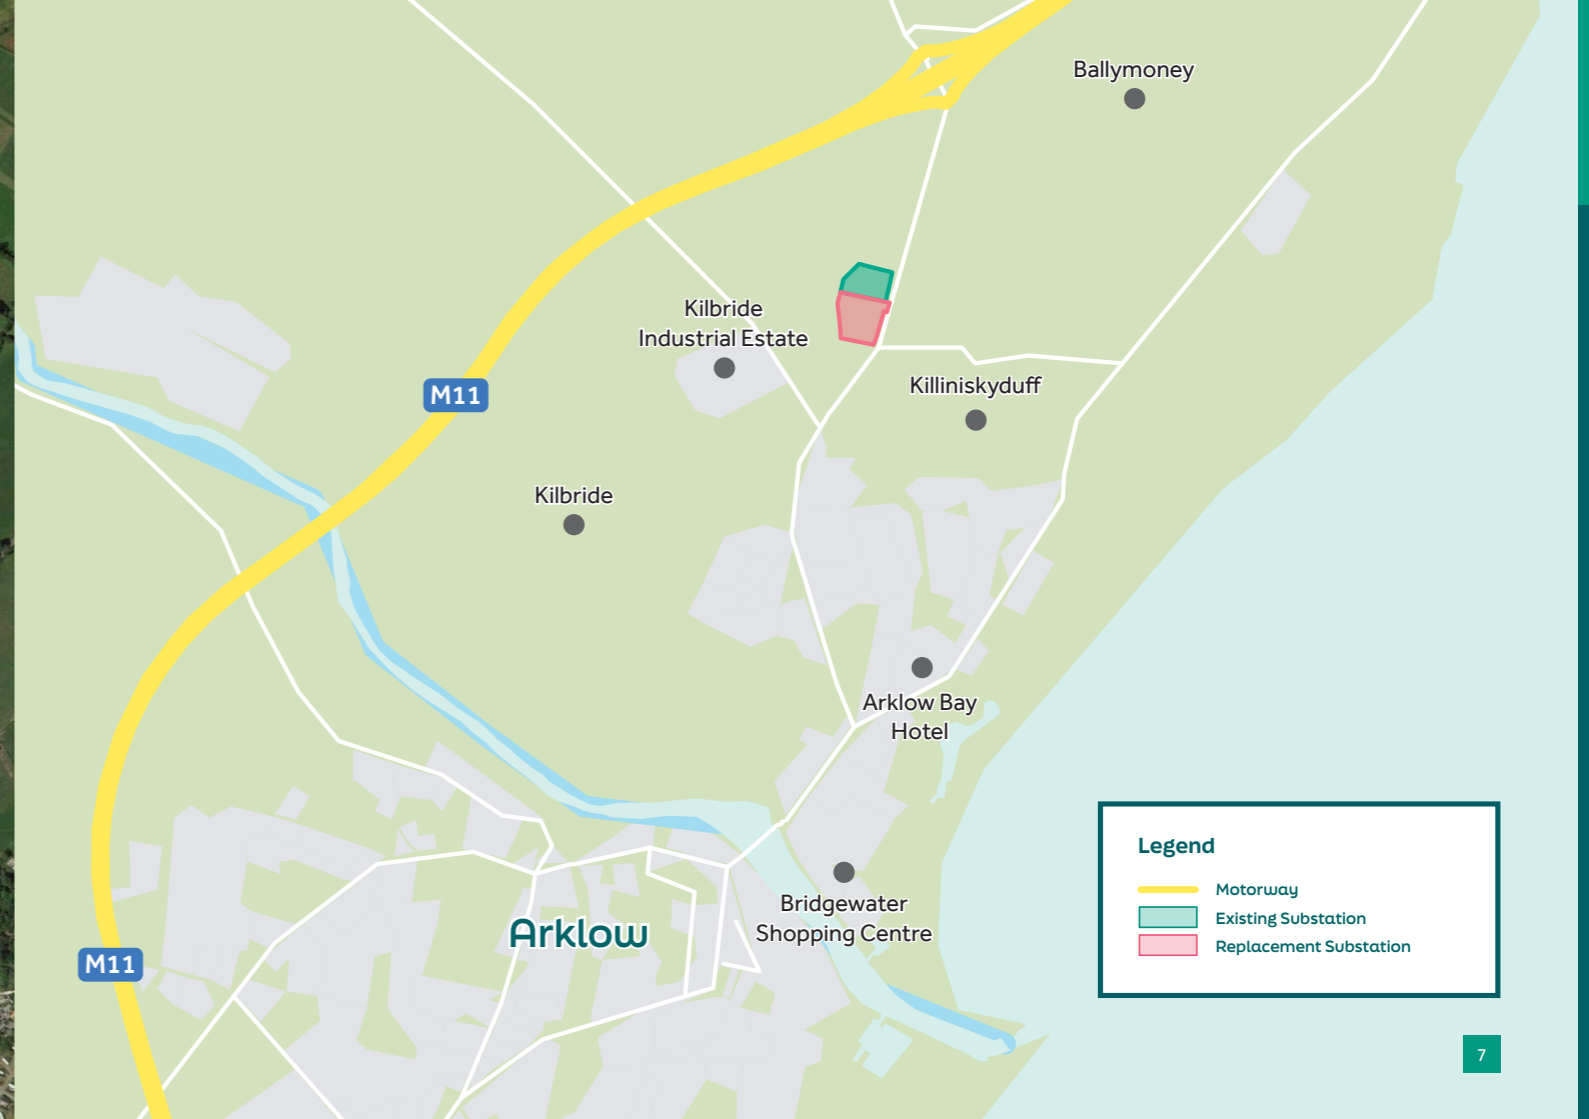 Ballymoney
Kilbride
Industrial Estate
M11
Killiniskyduff
Kilbride
Arklow Bay
Hotel
Bridgewater
Shopping Centre
Arklow
M11
Legend
Motorway
Existing Substation
Replacement Substation
7